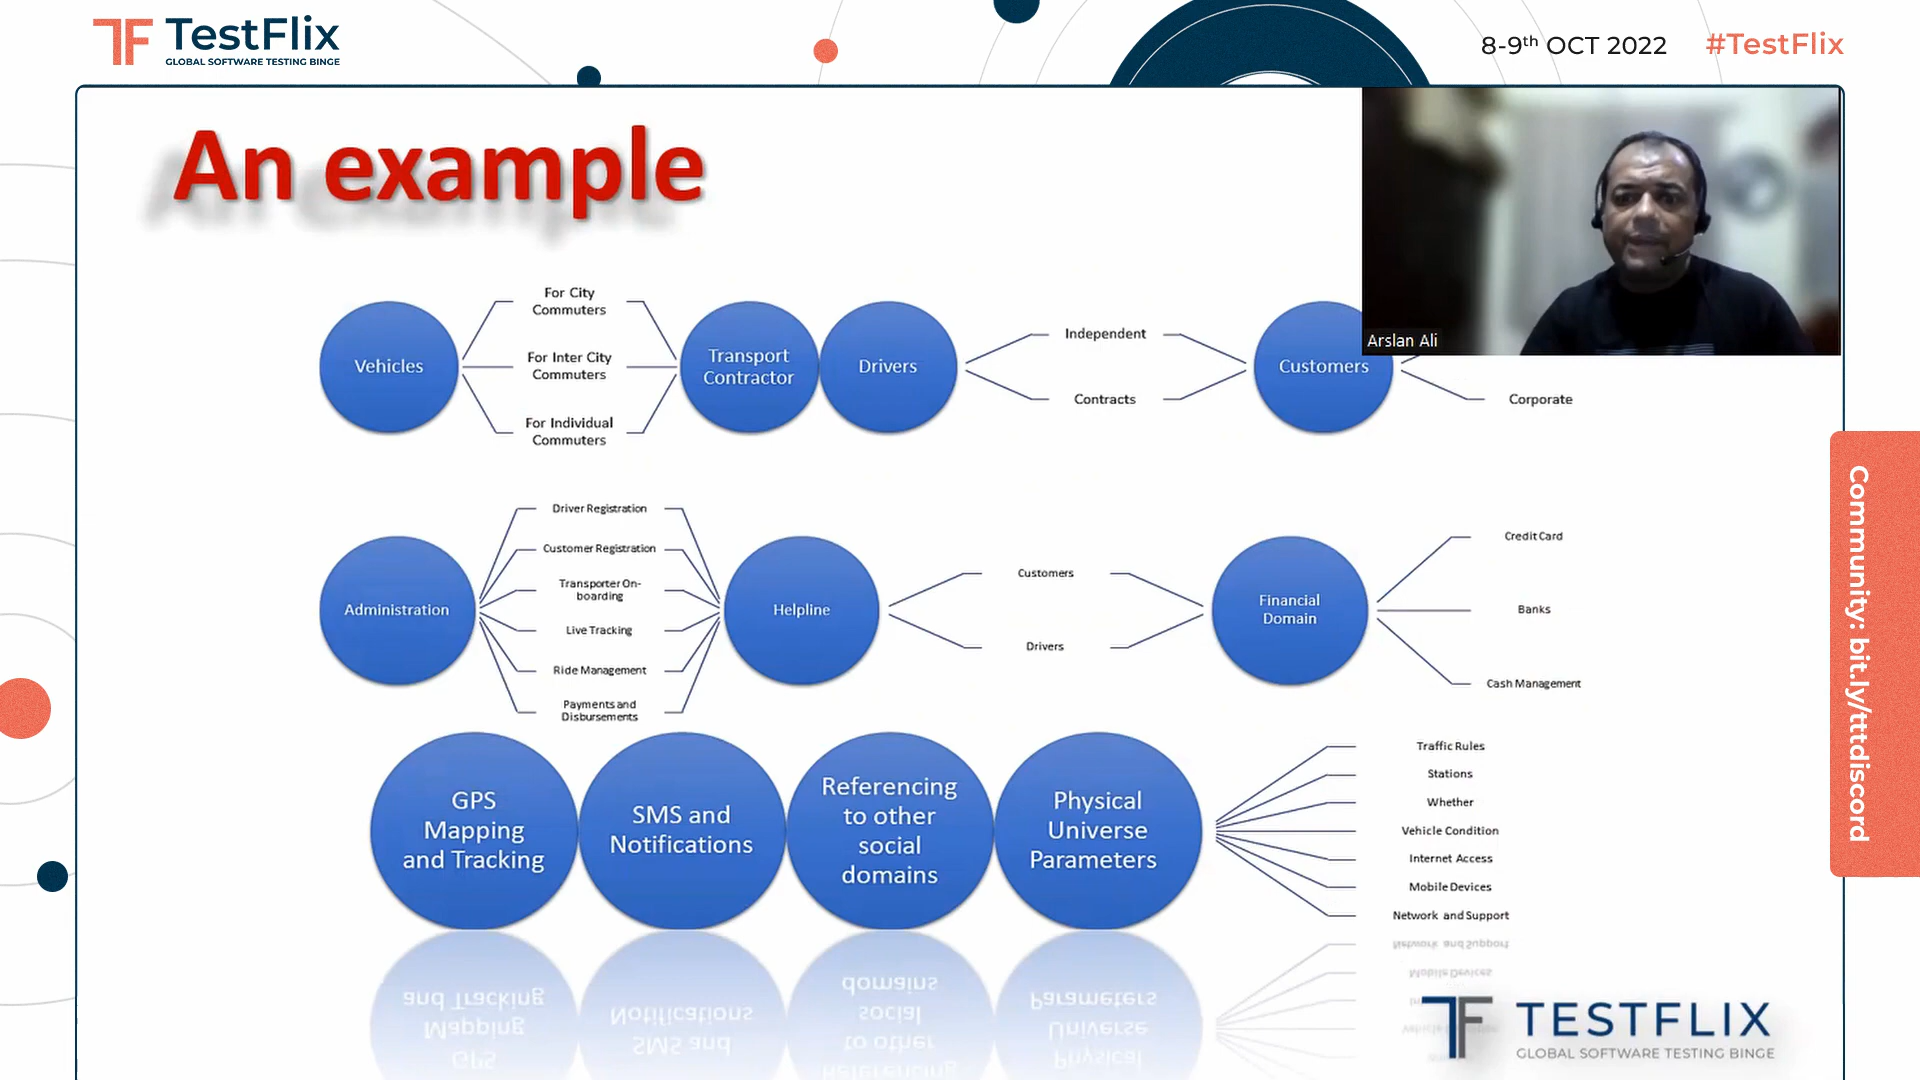 TestFlix
GLOBAL SOFTWARE TESTING BINGE
8-9th OCT 2022
#TestFlix
An example
Arslan Ali
Vehicles
For City
Commuters
For Inter City
Commuters
For Individual
Commuters
Transport
Contractor
Drivers
Independent
Contracts
Customers
Corporate
Administration
Driver Registration
Customer Registration
Transporter On-
boarding
Live Tracking
Ride Management
Payments and
Disbursements
Helpline
Customers
Drivers
Financial
Domain
Credit Card
Banks
Cash Management
GPS
Mapping
and Tracking
SMS and
Notifications
Referencing
to other
social
domains
Physical
Universe
Parameters
Traffic Rules
Stations
Whether
Vehicle Condition
Internet Access
Mobile Devices
Network and Support
Community: bit.ly/tttdiscord
TESTFLIX
GLOBAL SOFTWARE TESTING BINGE